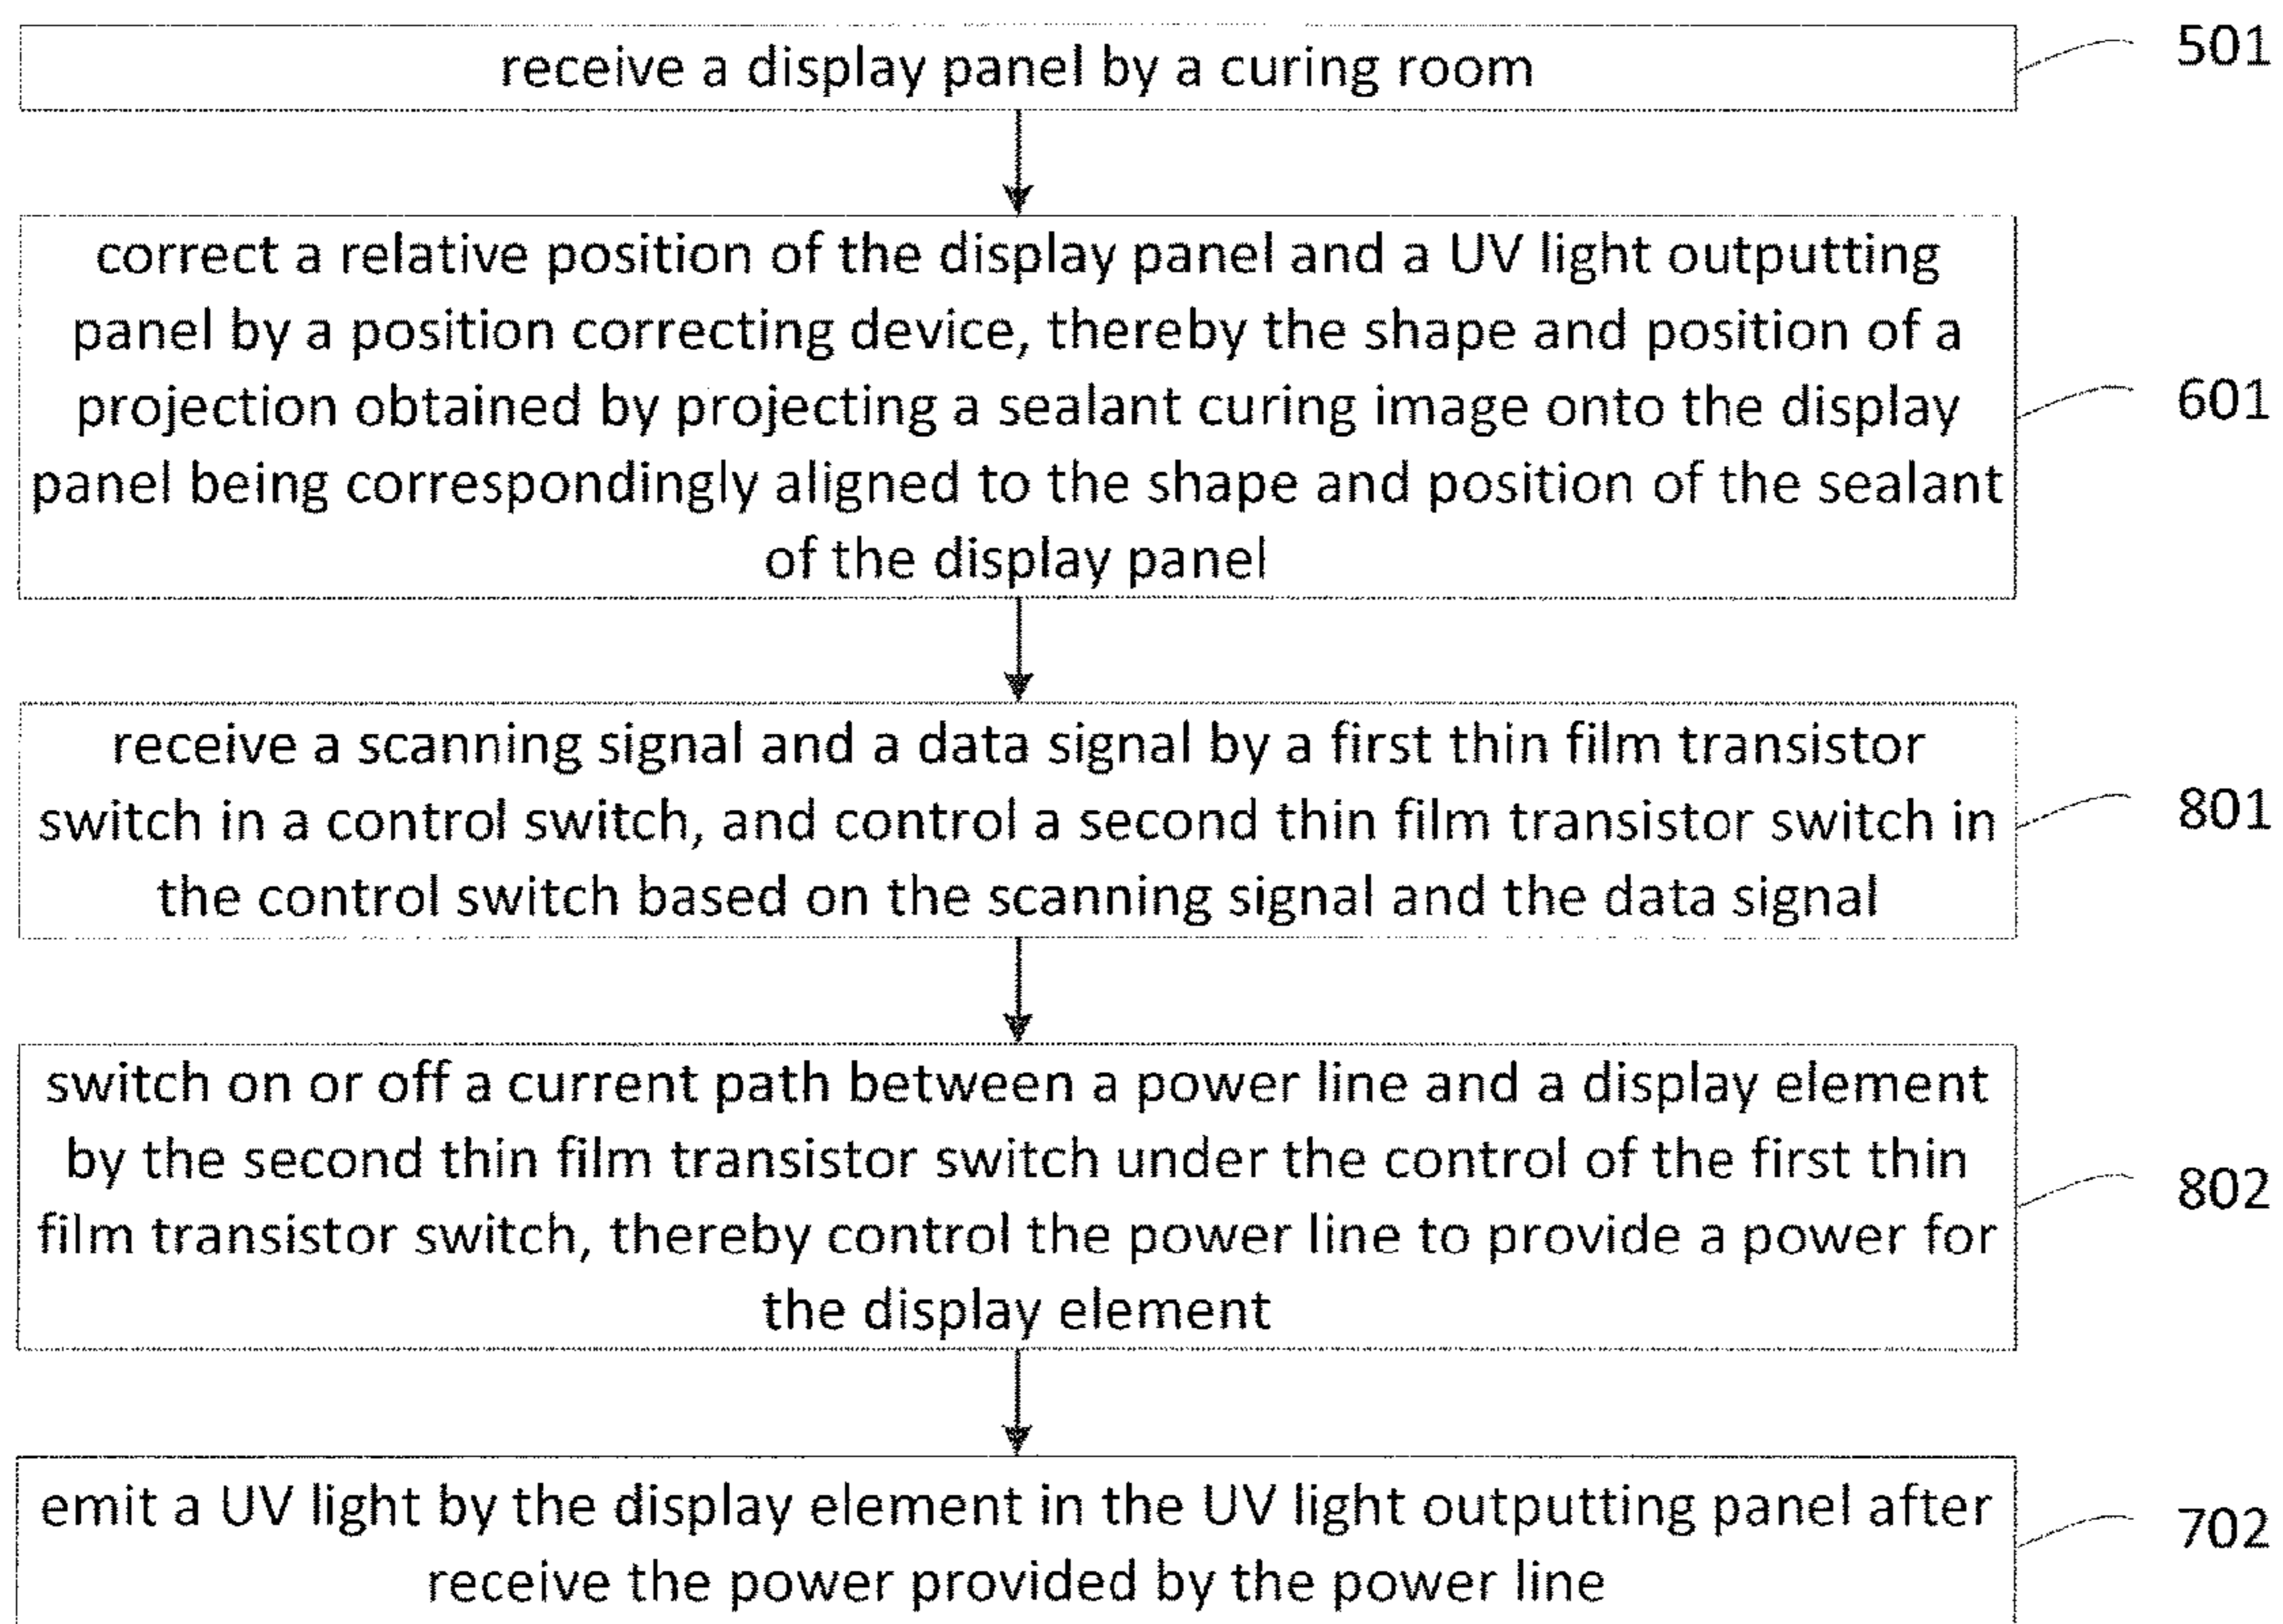 receive a display panel by a curing room
501
correct a relative position of the display panel and a UV light outputting
panel by a position correcting device, thereby the shape and position of a
projection obtained by projecting a sealant curing image onto the display
panel being correspondingly aligned to the shape and position of the sealant
of the display panel
601
receive a scanning signal and a data signal by a first thin film transistor
switch in a control switch, and control a second thin film transistor switch in
the control switch based on the scanning signal and the data signal
801
switch on or off a current path between a power line and a display element
by the second thin film transistor switch under the control of the first thin
film transistor switch, thereby control the power line to provide a power for
the display element
802
emit a UV light by the display element in the UV light outputting panel after
receive the power provided by the power line
702